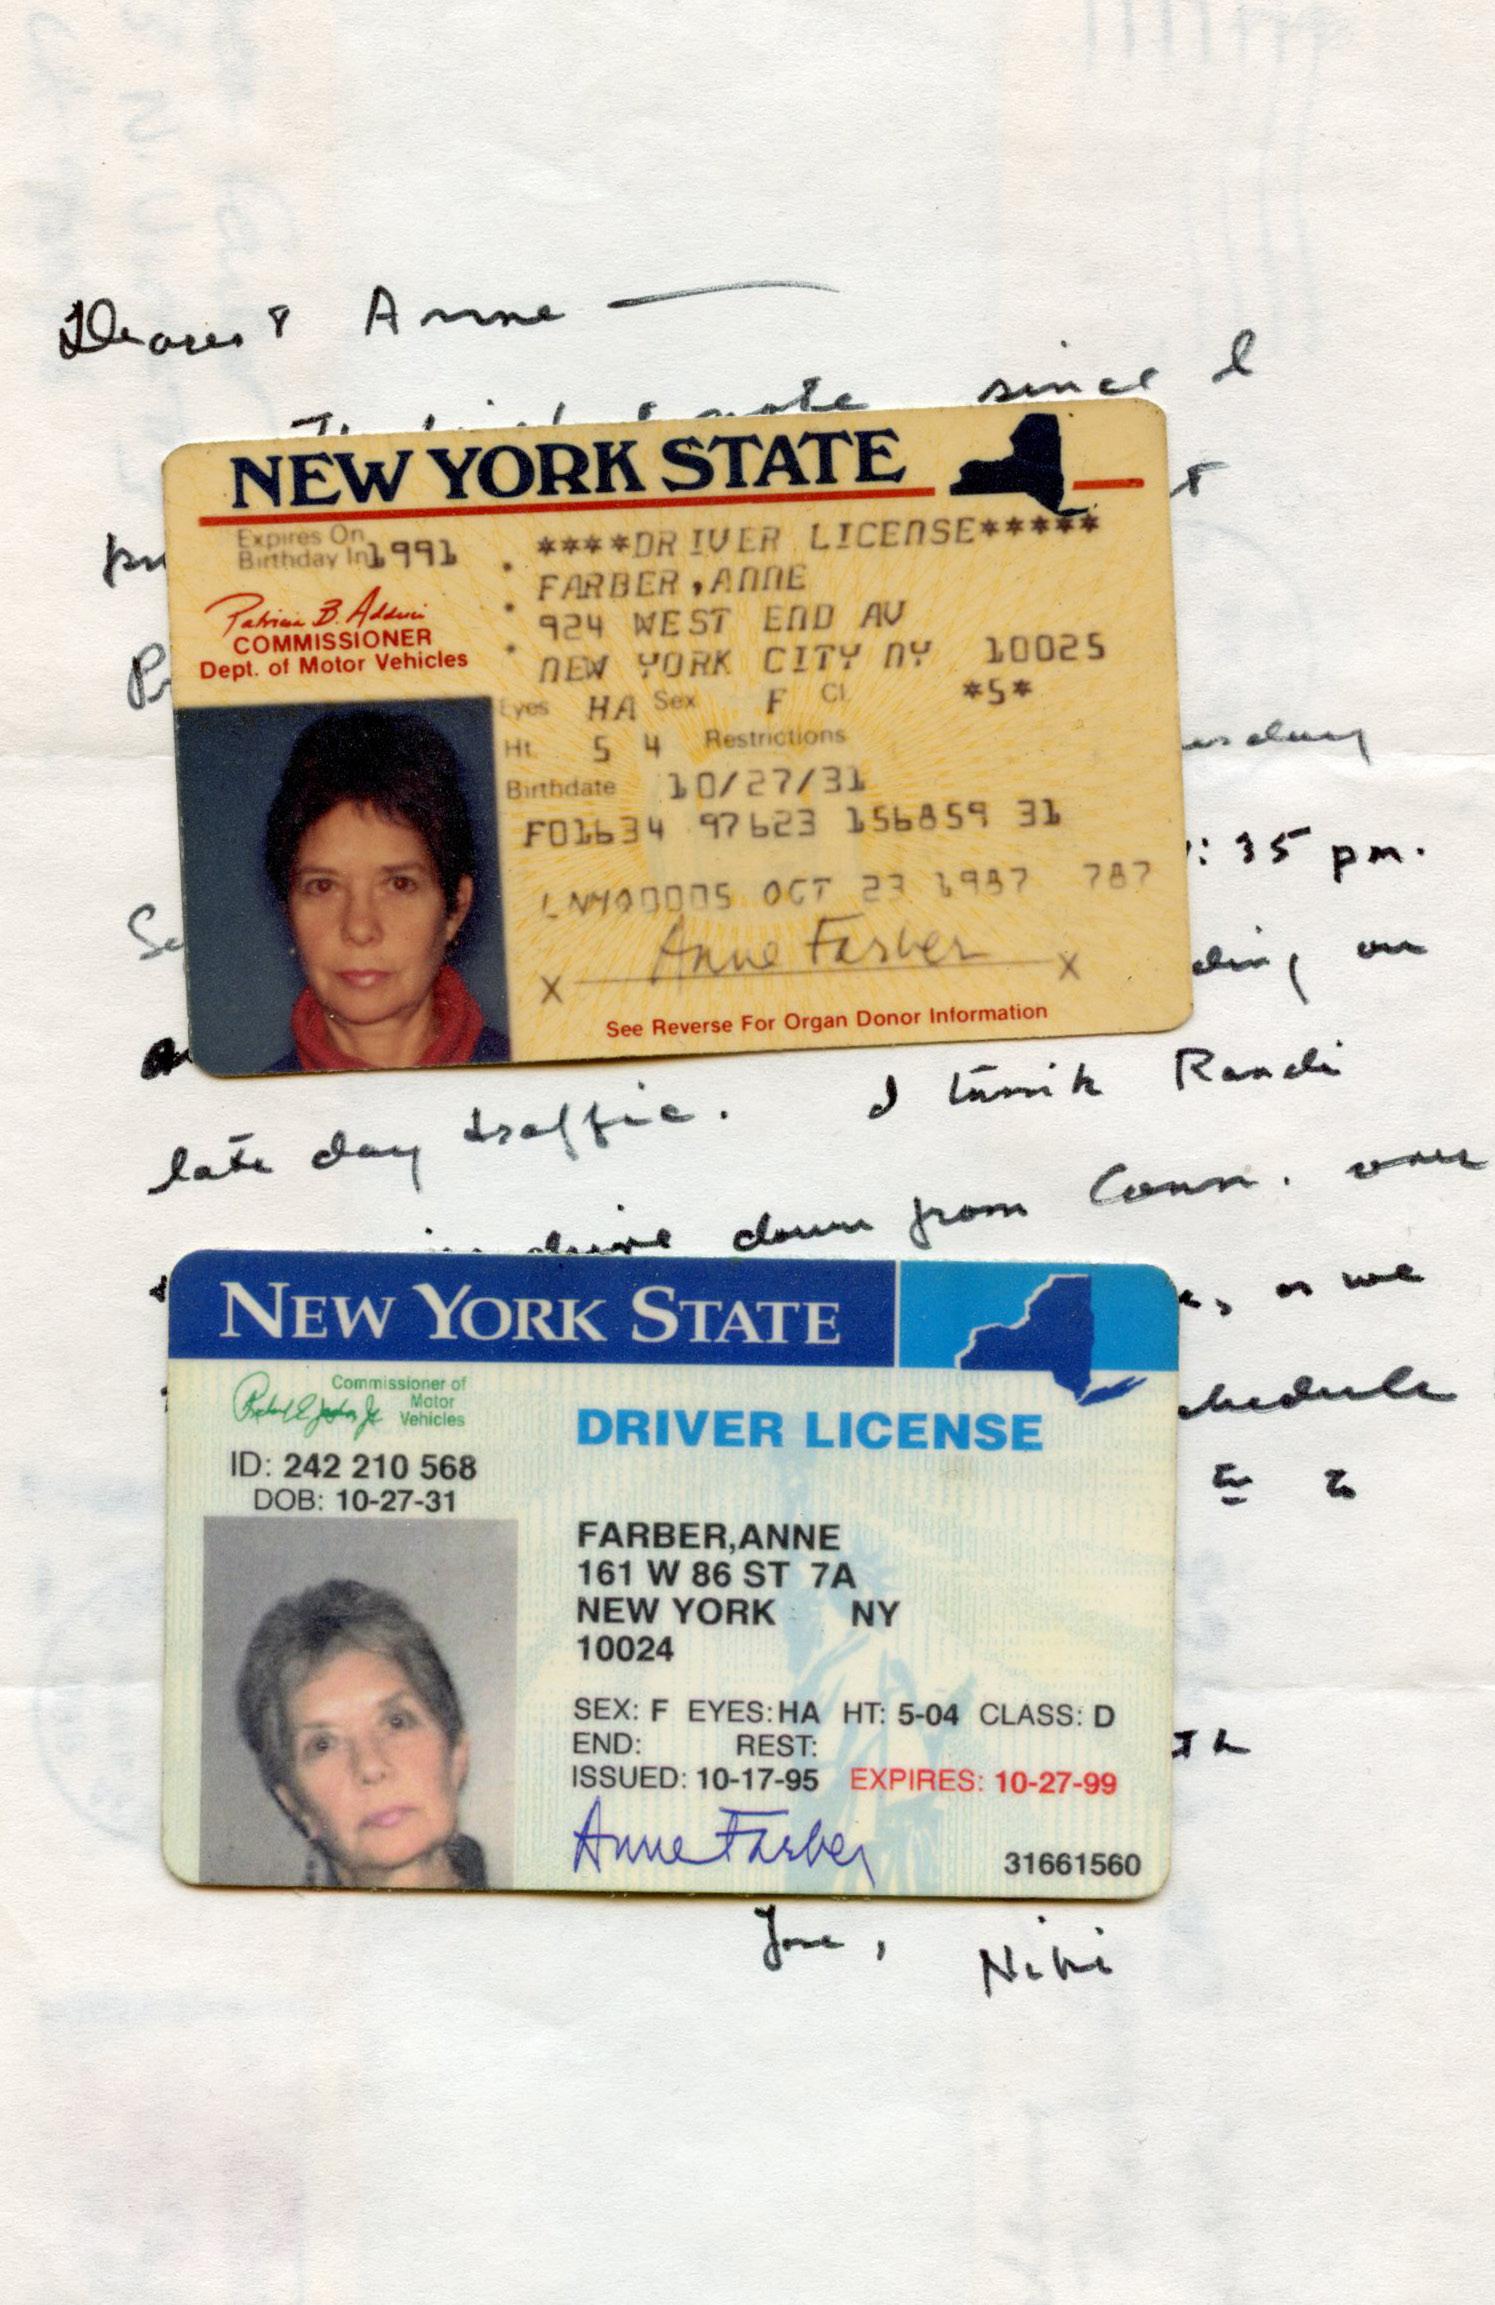 Dearest Anne —
note since I
NEW YORK STATE
Expires On
Birthday In 1991
****DRIVER LICENSE*****
FARBER,ANNE
924 WEST END AV
NEW YORK CITY NY 10025
COMMISSIONER
Dept. of Motor Vehicles
Eyes HA Sex F Cl *5*
Ht. 5 4 Restrictions
Birthdate 10/27/31
F01634 97623 156859 31
OCT 23 1987 787
X Anne Farber X
See Reverse For Organ Donor Information
:35 pm.
late day traffic. I think Randi
drive down from Conn. over
or we
NEW YORK STATE
Commissioner of
Motor
Vehicles
ID: 242 210 568
DOB: 10-27-31
DRIVER LICENSE
FARBER,ANNE
161 W 86 ST 7A
NEW YORK NY
10024
SEX: F EYES: HA HT: 5-04 CLASS: D
END: REST:
ISSUED: 10-17-95 EXPIRES: 10-27-99
Anne Farber
31661560
Love, Niki